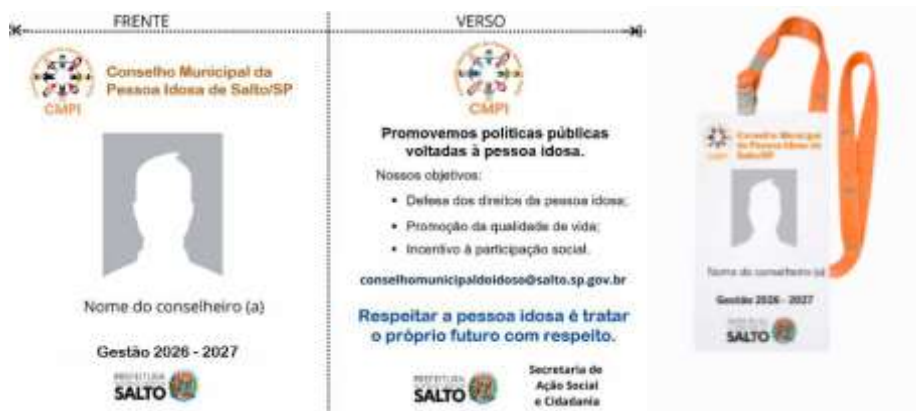 FRENTE
Conselho Municipal da
Pessoa Idosa de Salto/SP
CMPI
Nome do conselheiro (a)
Gestão 2026 - 2027
PREFEITURA
SALTO
VERSO
CMPI
Promovemos políticas públicas
voltadas à pessoa idosa.
Nossos objetivos:
• Defesa dos direitos da pessoa idosa;
• Promoção da qualidade de vida;
• Incentivo à participação social.
conselhomunicipaldoidoso@salto.sp.gov.br
Respeitar a pessoa idosa é tratar
o próprio futuro com respeito.
PREFEITURA
SALTO
Secretaria de
Ação Social
e Cidadania
Conselho Municipal
da Pessoa Idosa de
Salto/SP
Nome do conselheiro (a)
Gestão 2026 - 2027
SALTO